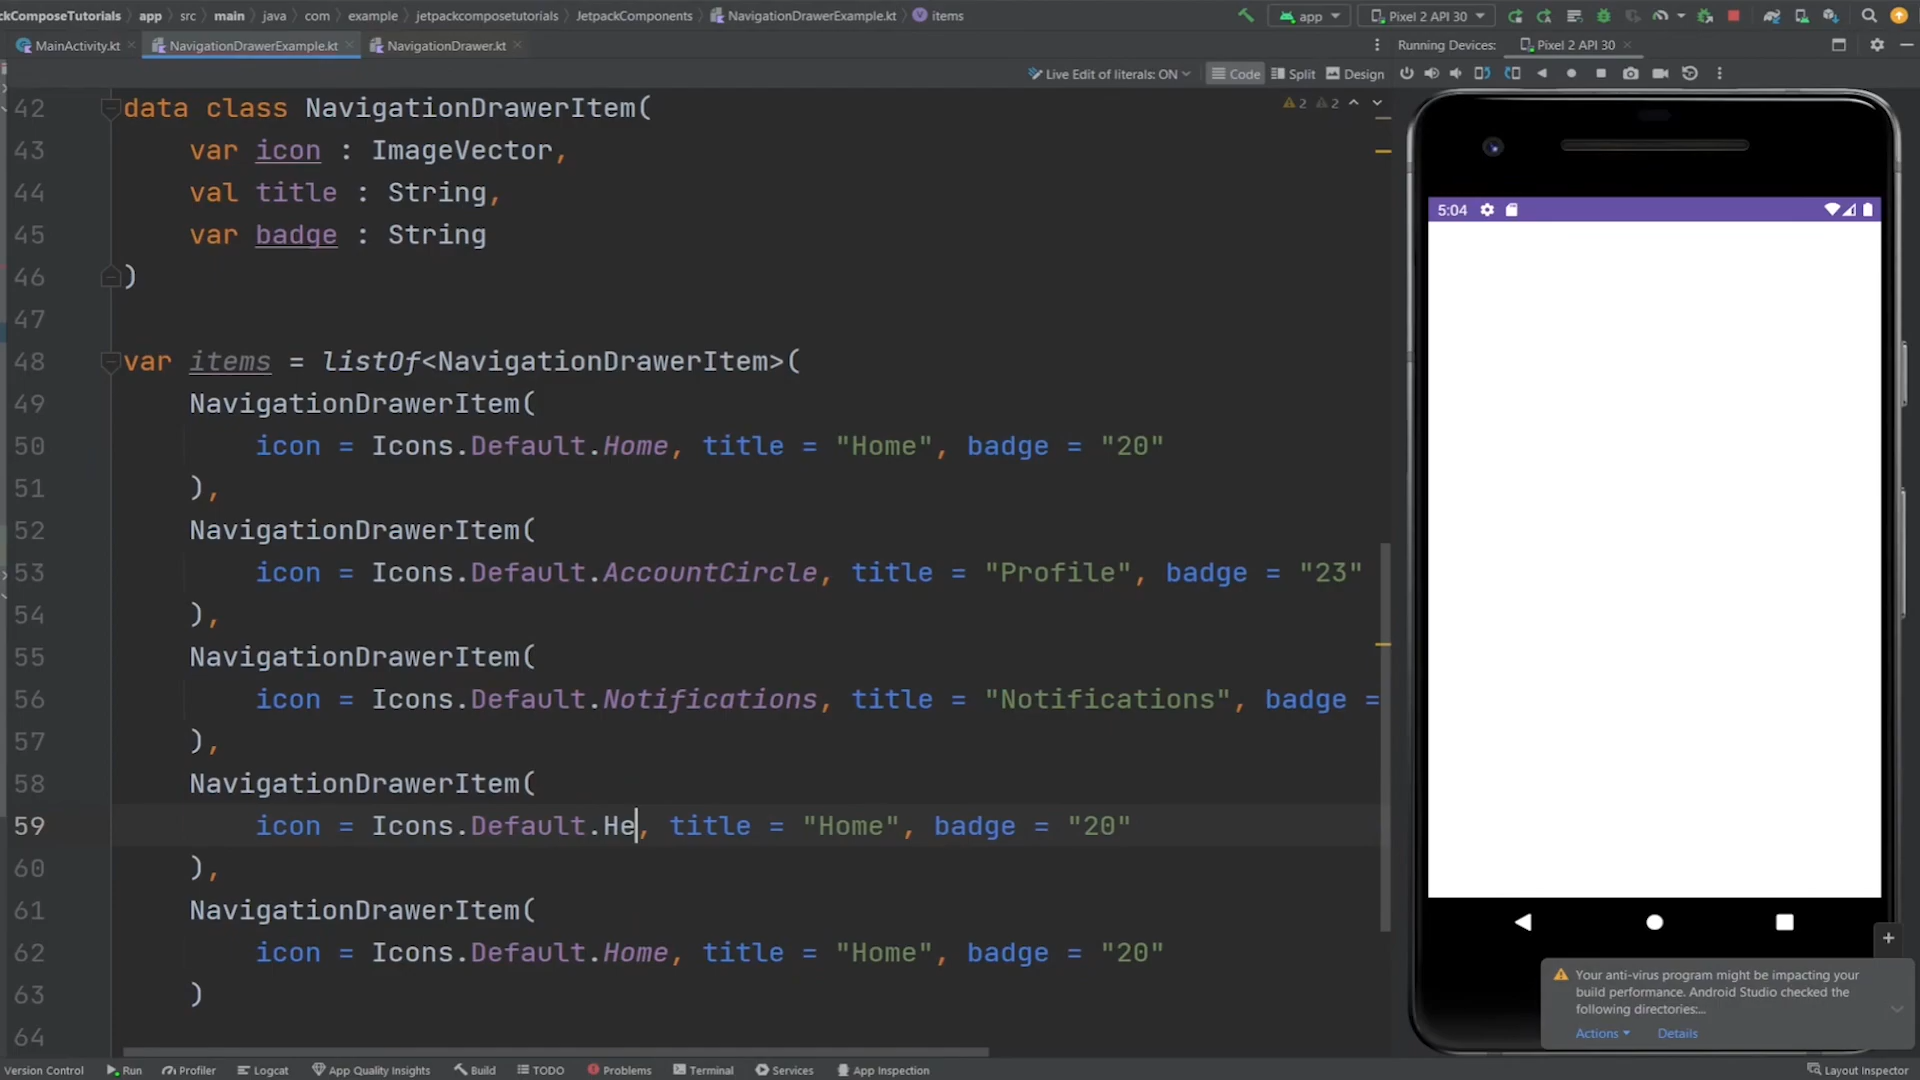 ckComposeTutorials > app > src > main > java > com > example > jetpackcomposetutorials > JetpackComponents > NavigationDrawerExample.kt > items
app Pixel 2 API 30
MainActivity.kt NavigationDrawerExample.kt NavigationDrawer.kt Running Devices: Pixel 2 API 30
Live Edit of literals: ON Code Split Design
2 2
42 data class NavigationDrawerItem(
43 var icon : ImageVector,
44 val title : String,
45 var badge : String
46 )
47
48 var items = listOf<NavigationDrawerItem>(
49 NavigationDrawerItem(
50 icon = Icons.Default.Home, title = "Home", badge = "20"
51 ),
52 NavigationDrawerItem(
53 icon = Icons.Default.AccountCircle, title = "Profile", badge = "23"
54 ),
55 NavigationDrawerItem(
56 icon = Icons.Default.Notifications, title = "Notifications", badge =
57 ),
58 NavigationDrawerItem(
59 icon = Icons.Default.He, title = "Home", badge = "20"
60 ),
61 NavigationDrawerItem(
62 icon = Icons.Default.Home, title = "Home", badge = "20"
63 )
64
5:04
Your anti-virus program might be impacting your
build performance. Android Studio checked the
following directories:...
Actions Details
Version Control Run Profiler Logcat App Quality Insights Build TODO Problems Terminal Services App Inspection Layout Inspector